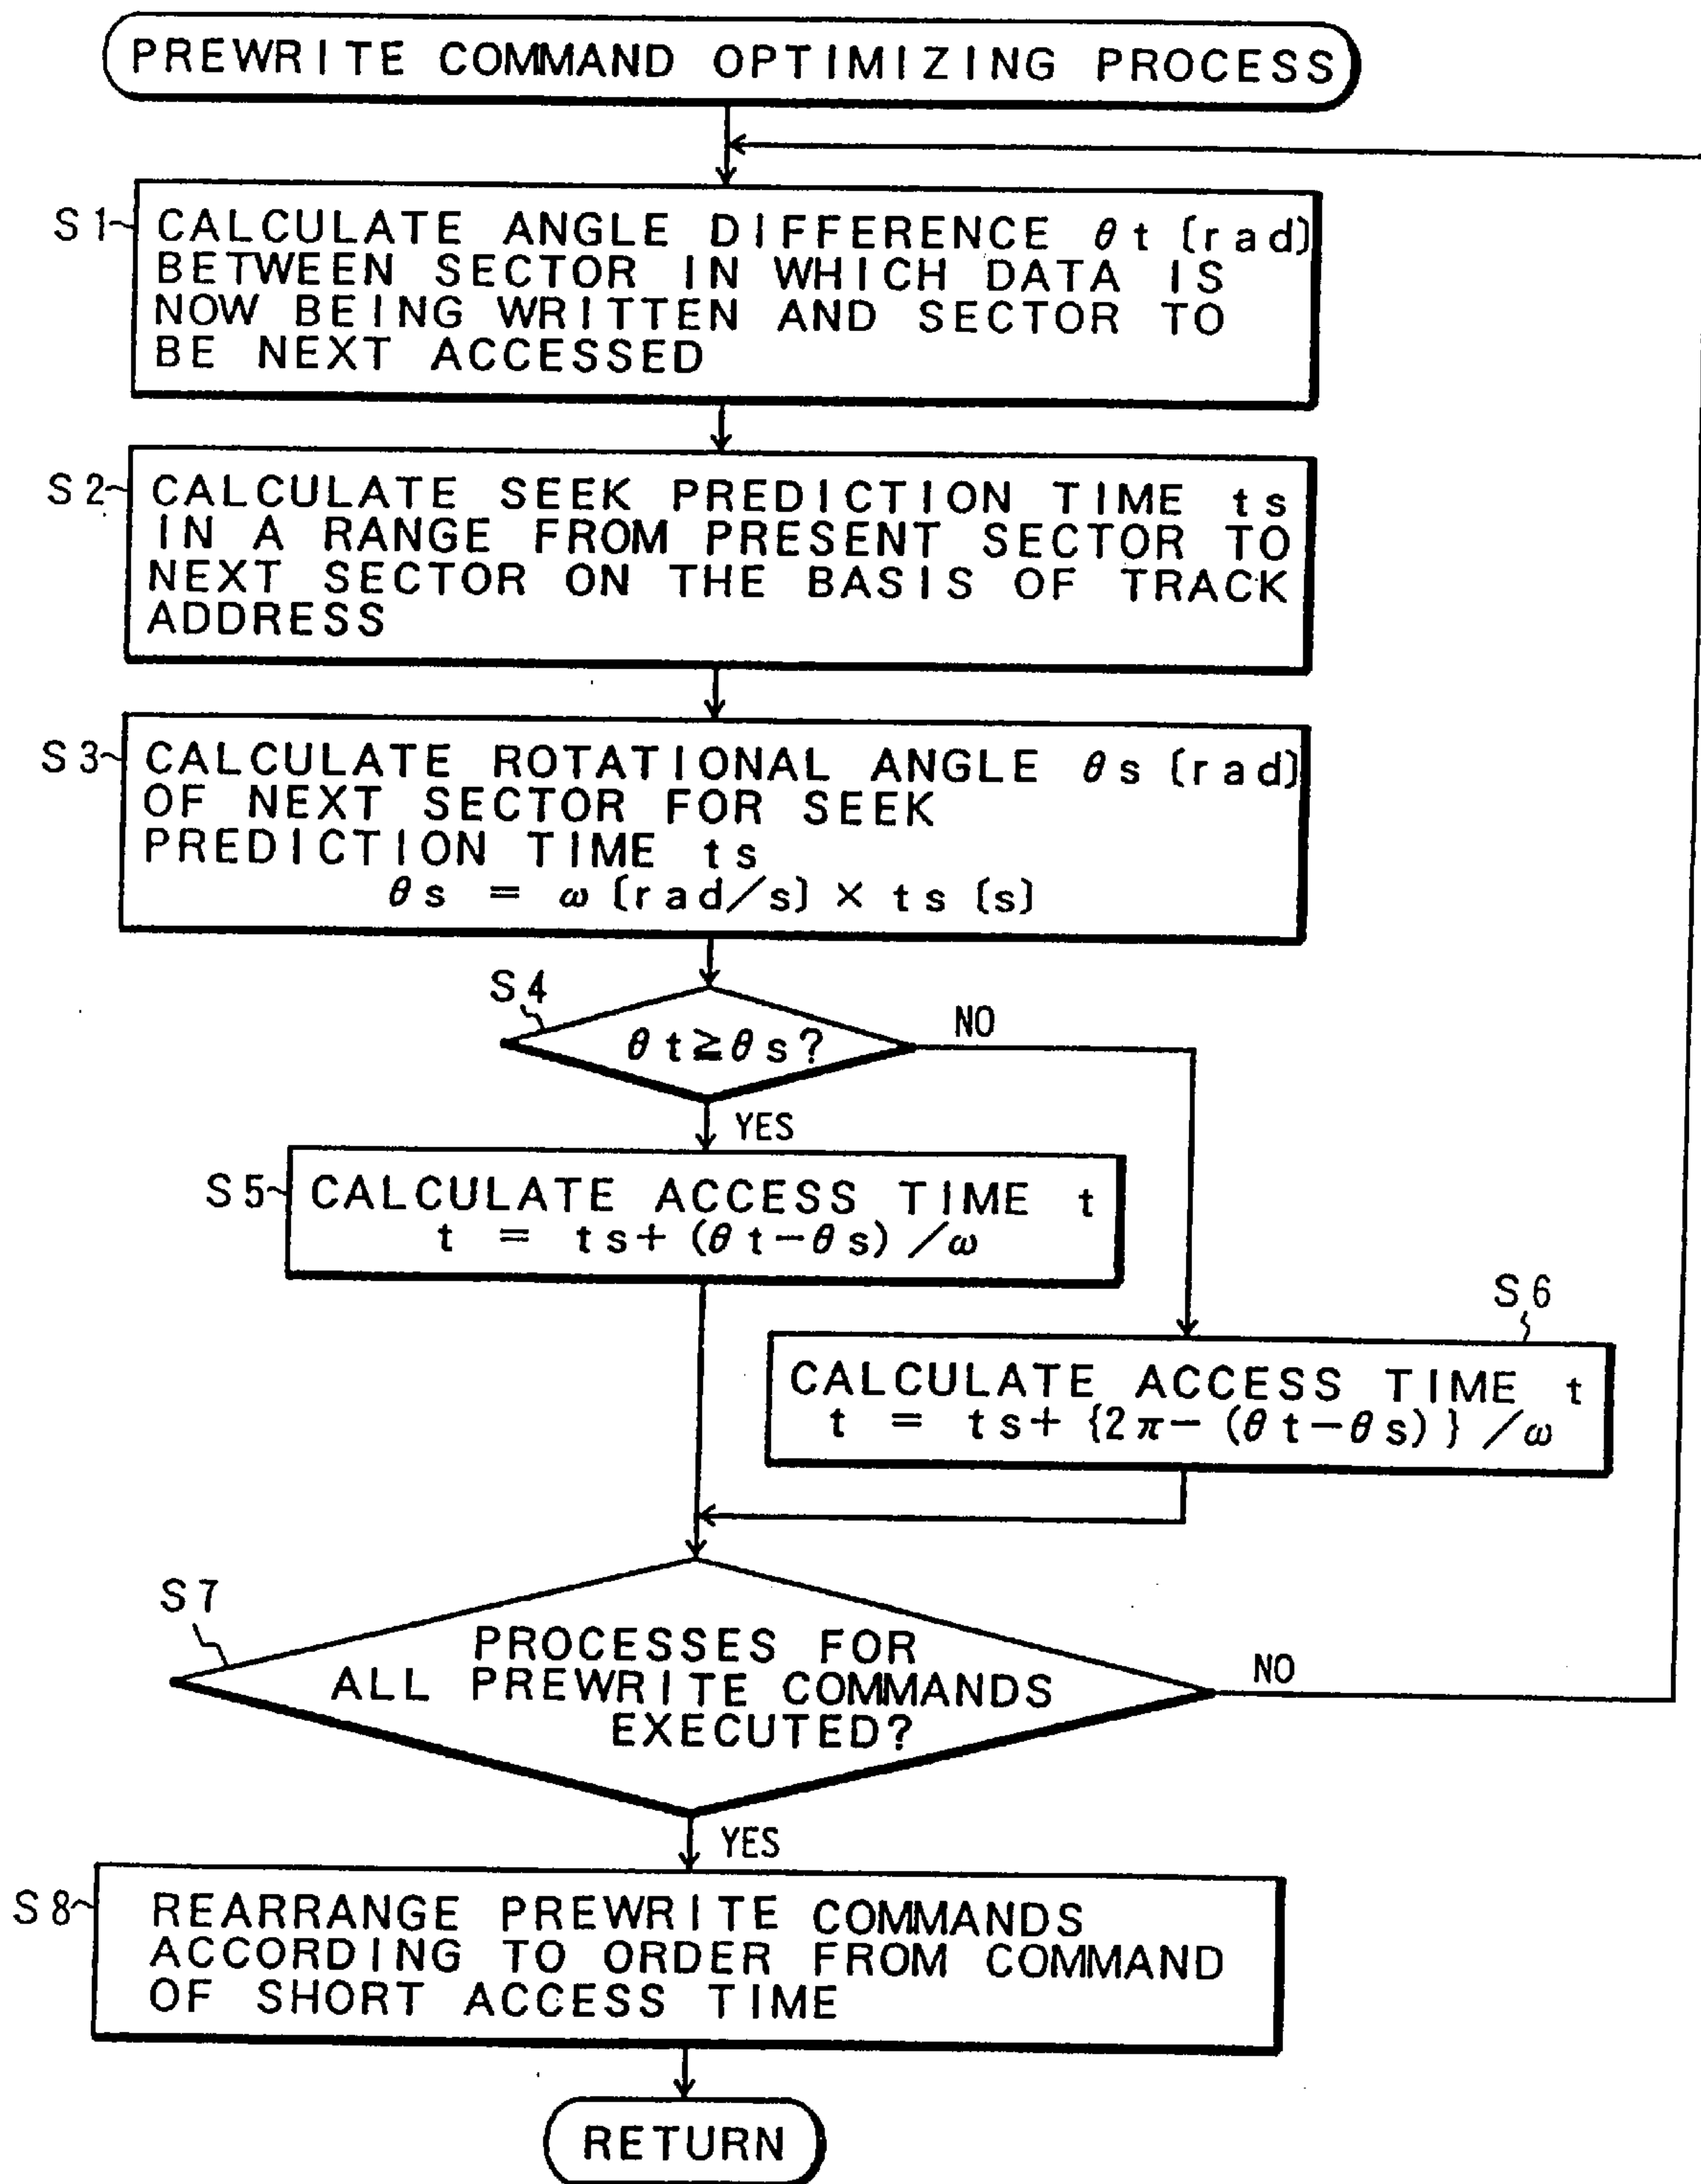 PREWRITE COMMAND OPTIMIZING PROCESS
S1
CALCULATE ANGLE DIFFERENCE θt [rad]
BETWEEN SECTOR IN WHICH DATA IS
NOW BEING WRITTEN AND SECTOR TO
BE NEXT ACCESSED
S2
CALCULATE SEEK PREDICTION TIME ts
IN A RANGE FROM PRESENT SECTOR TO
NEXT SECTOR ON THE BASIS OF TRACK
ADDRESS
S3
CALCULATE ROTATIONAL ANGLE θs [rad]
OF NEXT SECTOR FOR SEEK
PREDICTION TIME ts
θs = ω [rad/s] × ts [s]
S4
θt≧θs?
NO
YES
S5
CALCULATE ACCESS TIME t
t = ts+ (θt−θs) /ω
S6
CALCULATE ACCESS TIME t
t = ts+ {2π− (θt−θs) } /ω
S7
PROCESSES FOR
ALL PREWRITE COMMANDS
EXECUTED?
NO
YES
S8
REARRANGE PREWRITE COMMANDS
ACCORDING TO ORDER FROM COMMAND
OF SHORT ACCESS TIME
RETURN